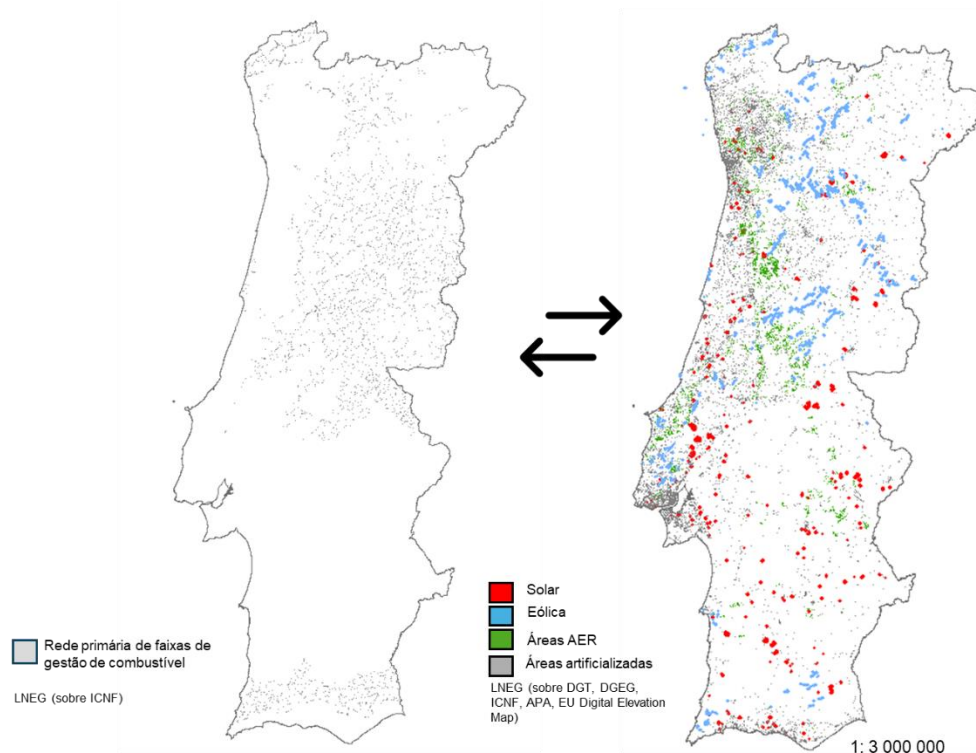 Rede primária de faixas de
gestão de combustível
LNEG (sobre ICNF)
Solar
Eólica
Áreas AER
Áreas artificializadas
LNEG (sobre DGT, DGEG,
ICNF, APA, EU Digital Elevation
Map)
1: 3 000 000